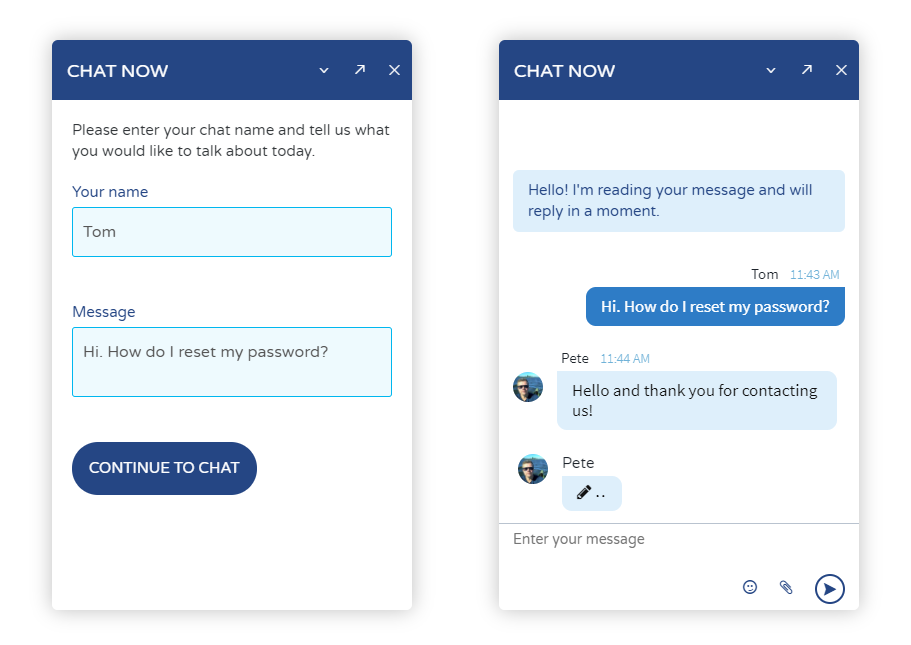 CHAT NOW
Please enter your chat name and tell us what
you would like to talk about today.
Your name
Tom
Message
Hi. How do I reset my password?
CONTINUE TO CHAT
CHAT NOW
Hello! I'm reading your message and will
reply in a moment.
Tom 11:43 AM
Hi. How do I reset my password?
Pete 11:44 AM
Hello and thank you for contacting
us!
Pete
..
Enter your message